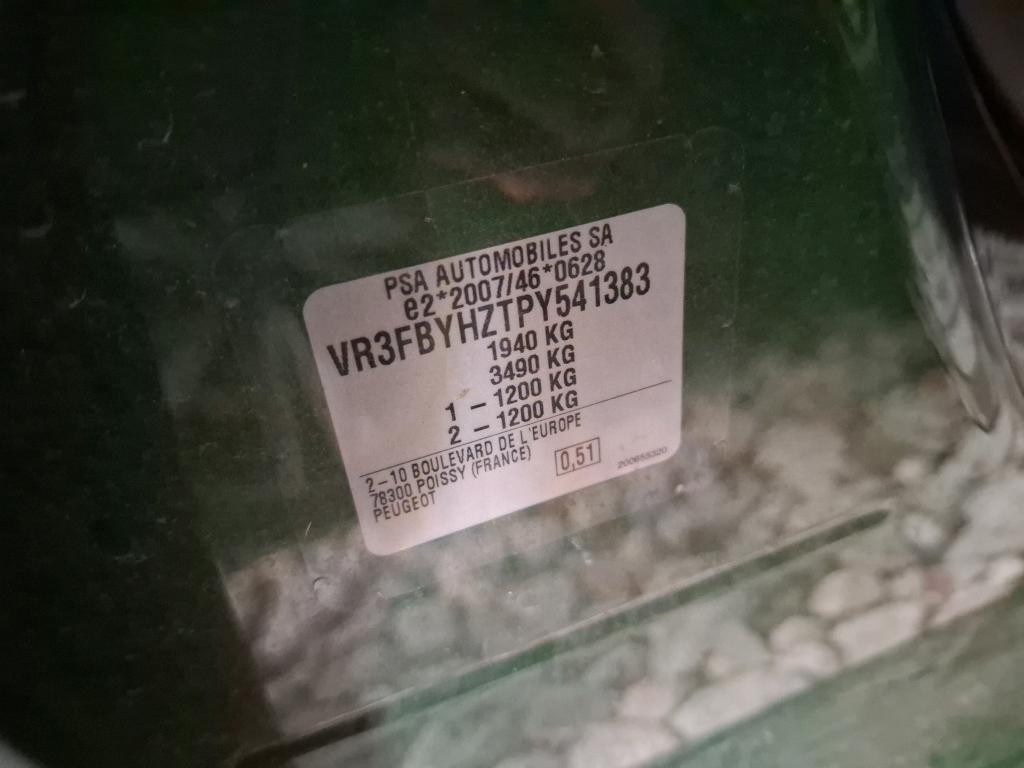 PSA AUTOMOBILES SA
e2*2007/46*0628
VR3FBYHZTPY541383
1940 KG
3490 KG
1 - 1200 KG
2 - 1200 KG
2-10 BOULEVARD DE L'EUROPE
78300 POISSY (FRANCE)
PEUGEOT
0,51
200655320